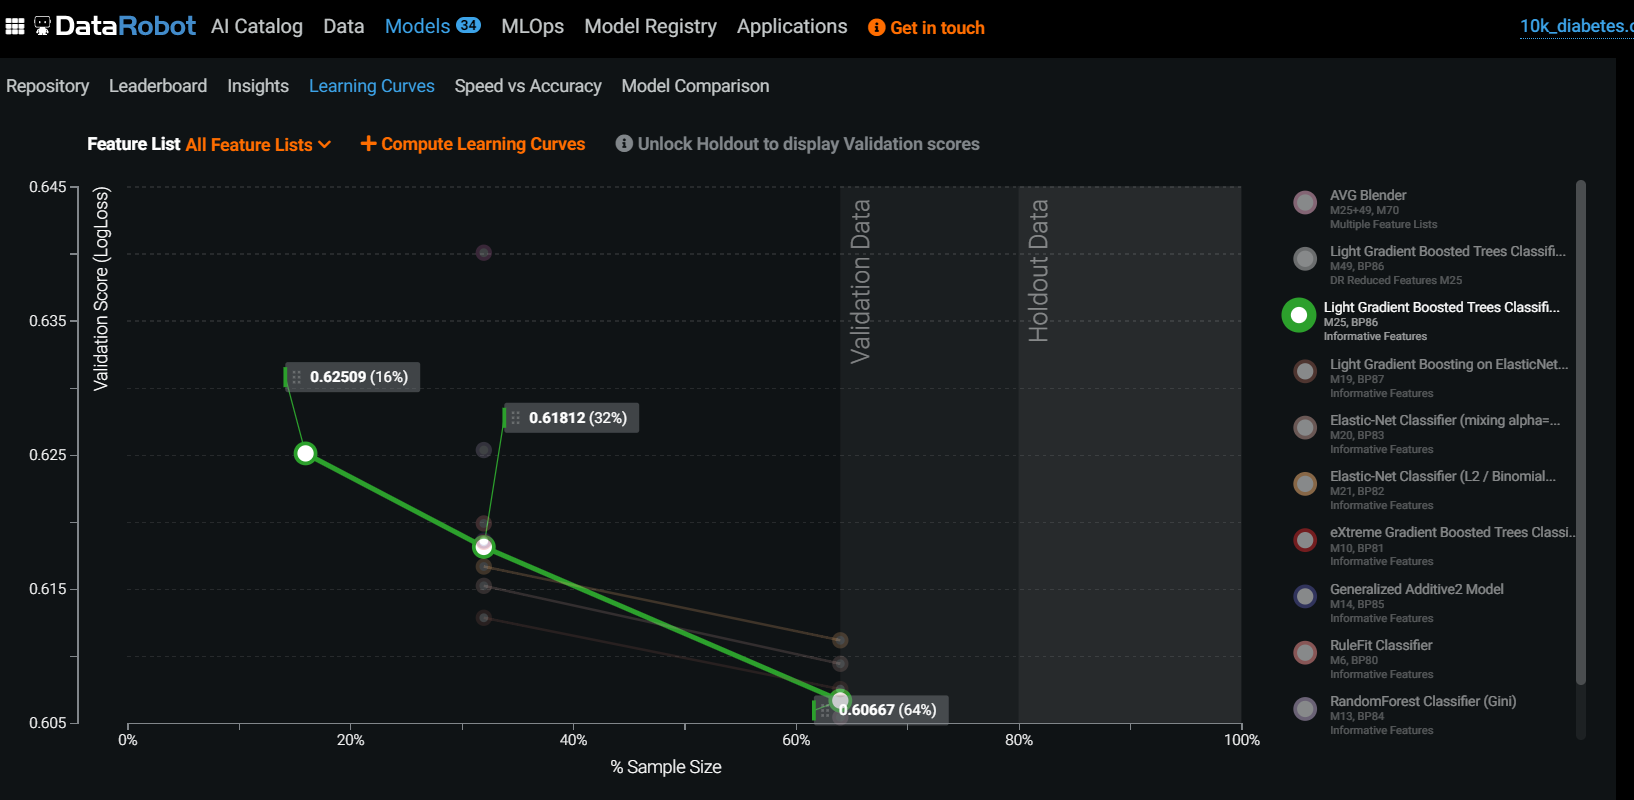 DataRobot AI Catalog Data Models 34 MLOps Model Registry Applications Get in touch 10k_diabetes.c
Repository Leaderboard Insights Learning Curves Speed vs Accuracy Model Comparison
Feature List All Feature Lists + Compute Learning Curves Unlock Holdout to display Validation scores
Validation Score (LogLoss)
0.645
0.635
0.625
0.615
0.605
Validation Data
Holdout Data
0.62509 (16%)
0.61812 (32%)
0.60667 (64%)
0% 20% 40% 60% 80% 100%
% Sample Size
AVG Blender
M25+49, M70
Multiple Feature Lists
Light Gradient Boosted Trees Classifi...
M49, BP86
DR Reduced Features M25
Light Gradient Boosted Trees Classifi...
M25, BP86
Informative Features
Light Gradient Boosting on ElasticNet...
M19, BP87
Informative Features
Elastic-Net Classifier (mixing alpha=...
M20, BP83
Informative Features
Elastic-Net Classifier (L2 / Binomial...
M21, BP82
Informative Features
eXtreme Gradient Boosted Trees Classi..
M10, BP81
Informative Features
Generalized Additive2 Model
M14, BP85
Informative Features
RuleFit Classifier
M6, BP80
Informative Features
RandomForest Classifier (Gini)
M13, BP84
Informative Features